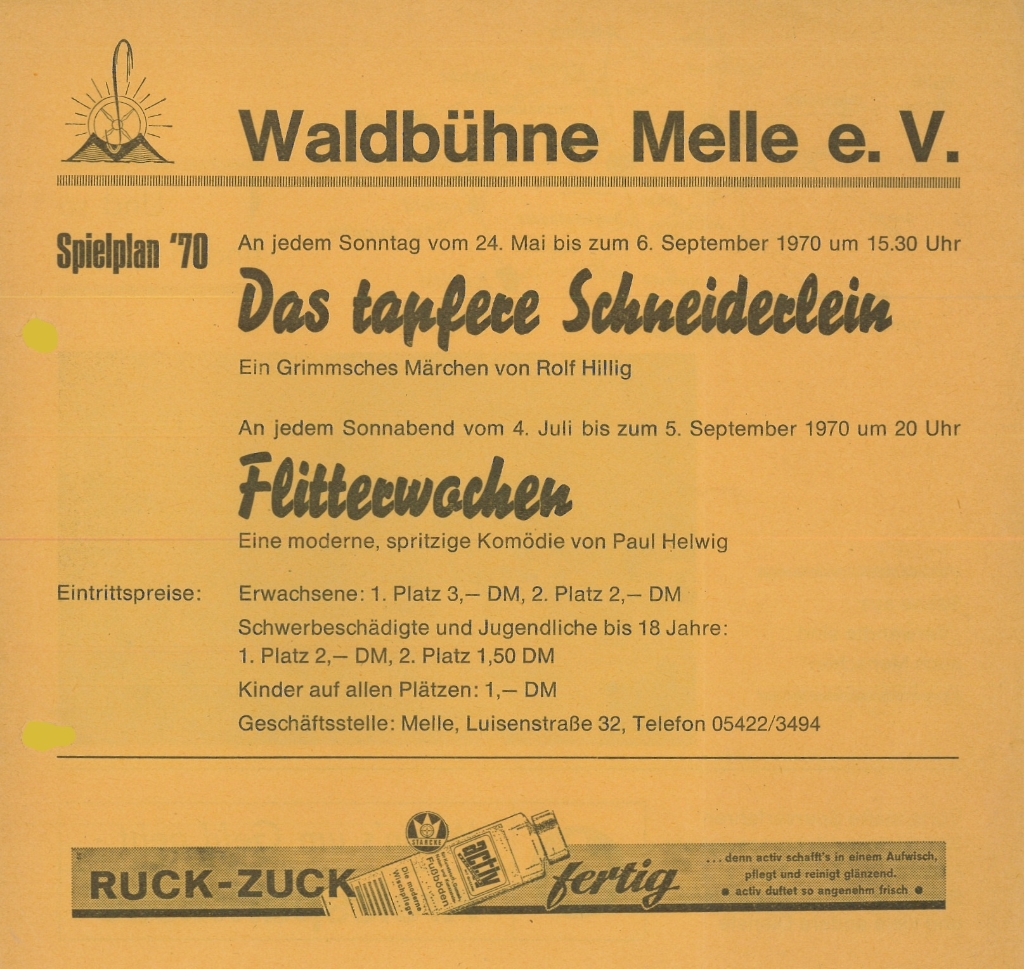 Waldbühne Melle e. V.
Spielplan '70
An jedem Sonntag vom 24. Mai bis zum 6. September 1970 um 15.30 Uhr
Das tapfere Schneiderlein
Ein Grimmsches Märchen von Rolf Hillig
An jedem Sonnabend vom 4. Juli bis zum 5. September 1970 um 20 Uhr
Flitterwochen
Eine moderne, spritzige Komödie von Paul Helwig
Eintrittspreise: Erwachsene: 1. Platz 3,— DM, 2. Platz 2,— DM
Schwerbeschädigte und Jugendliche bis 18 Jahre:
1. Platz 2,— DM, 2. Platz 1,50 DM
Kinder auf allen Plätzen: 1,— DM
Geschäftsstelle: Melle, Luisenstraße 32, Telefon 05422/3494
RUCK-ZUCK
activ
Fußböden
Die moderne
Wischpflege
fertig
...denn activ schafft's in einem Aufwisch,
pflegt und reinigt glänzend.
● activ duftet so angenehm frisch ●